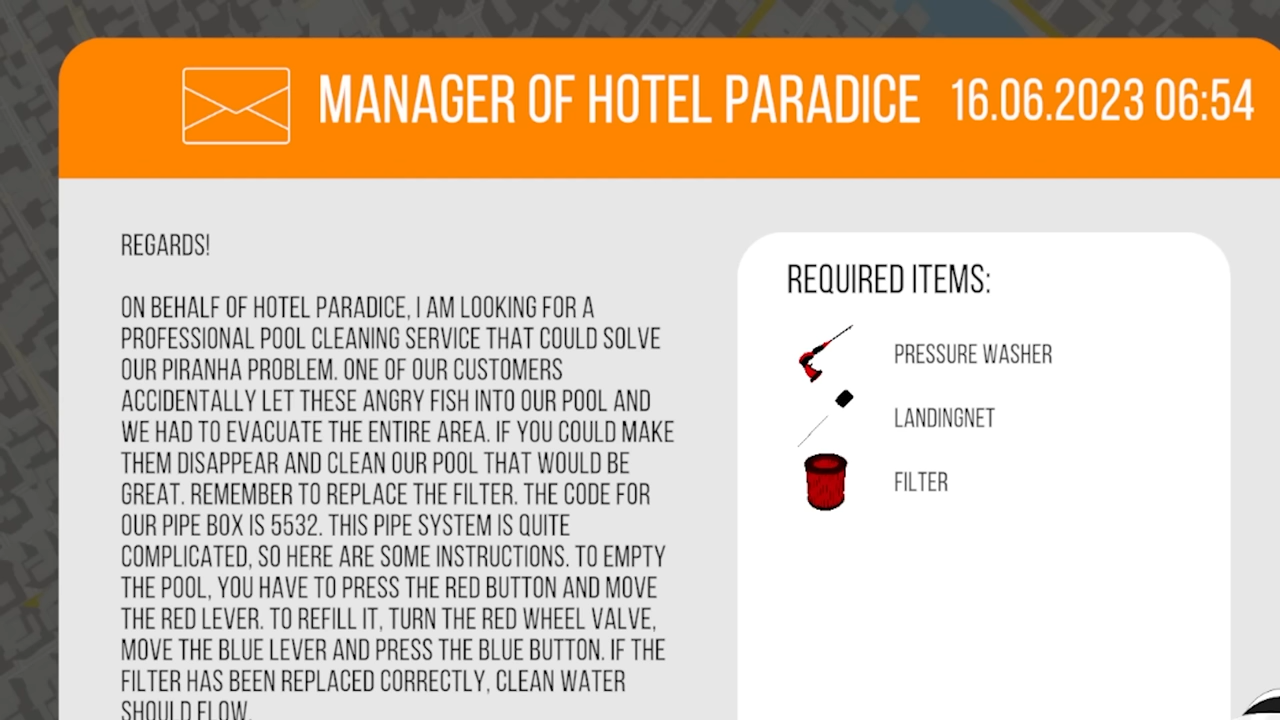 MANAGER OF HOTEL PARADICE 16.06.2023 06:54
REGARDS!
ON BEHALF OF HOTEL PARADICE, I AM LOOKING FOR A
PROFESSIONAL POOL CLEANING SERVICE THAT COULD SOLVE
OUR PIRANHA PROBLEM. ONE OF OUR CUSTOMERS
ACCIDENTALLY LET THESE ANGRY FISH INTO OUR POOL AND
WE HAD TO EVACUATE THE ENTIRE AREA. IF YOU COULD MAKE
THEM DISAPPEAR AND CLEAN OUR POOL THAT WOULD BE
GREAT. REMEMBER TO REPLACE THE FILTER. THE CODE FOR
OUR PIPE BOX IS 5532. THIS PIPE SYSTEM IS QUITE
COMPLICATED, SO HERE ARE SOME INSTRUCTIONS. TO EMPTY
THE POOL, YOU HAVE TO PRESS THE RED BUTTON AND MOVE
THE RED LEVER. TO REFILL IT, TURN THE RED WHEEL VALVE,
MOVE THE BLUE LEVER AND PRESS THE BLUE BUTTON. IF THE
FILTER HAS BEEN REPLACED CORRECTLY, CLEAN WATER
SHOULD FLOW.
REQUIRED ITEMS:
PRESSURE WASHER
LANDINGNET
FILTER